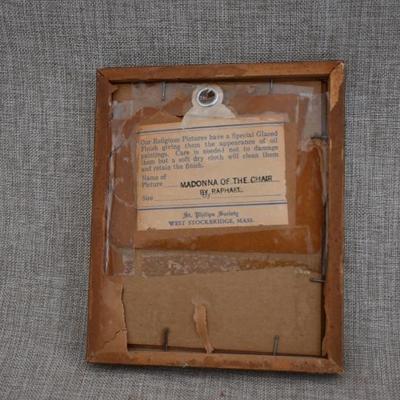 Our Religious Pictures have a Special Glazed
Finish giving them the appearance of oil
paintings. Care is needed not to damage
them but a soft dry cloth will clean them
and retain the finish.
Name of
Picture MADONNA OF THE CHAIR
BY RAPHAEL
Size
St. Philips Society
WEST STOCKBRIDGE, MASS.